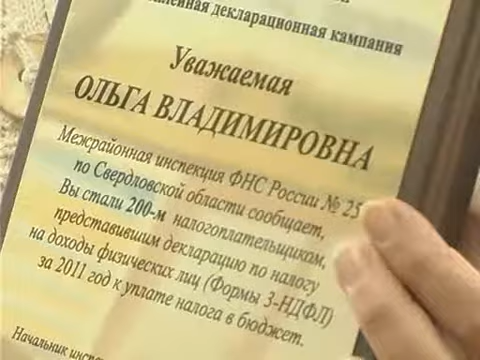 декларационная кампания
Уважаемая
ОЛЬГА ВЛАДИМИРОВНА
Межрайонная инспекция ФНС России № 25
по Свердловской области сообщает,
Вы стали 200-м налогоплательщикам,
представившим декларацию по налогу
на доходы физических лиц (Формы 3-НДФЛ)
за 2011 год к уплате налога в бюджет.
Начальник